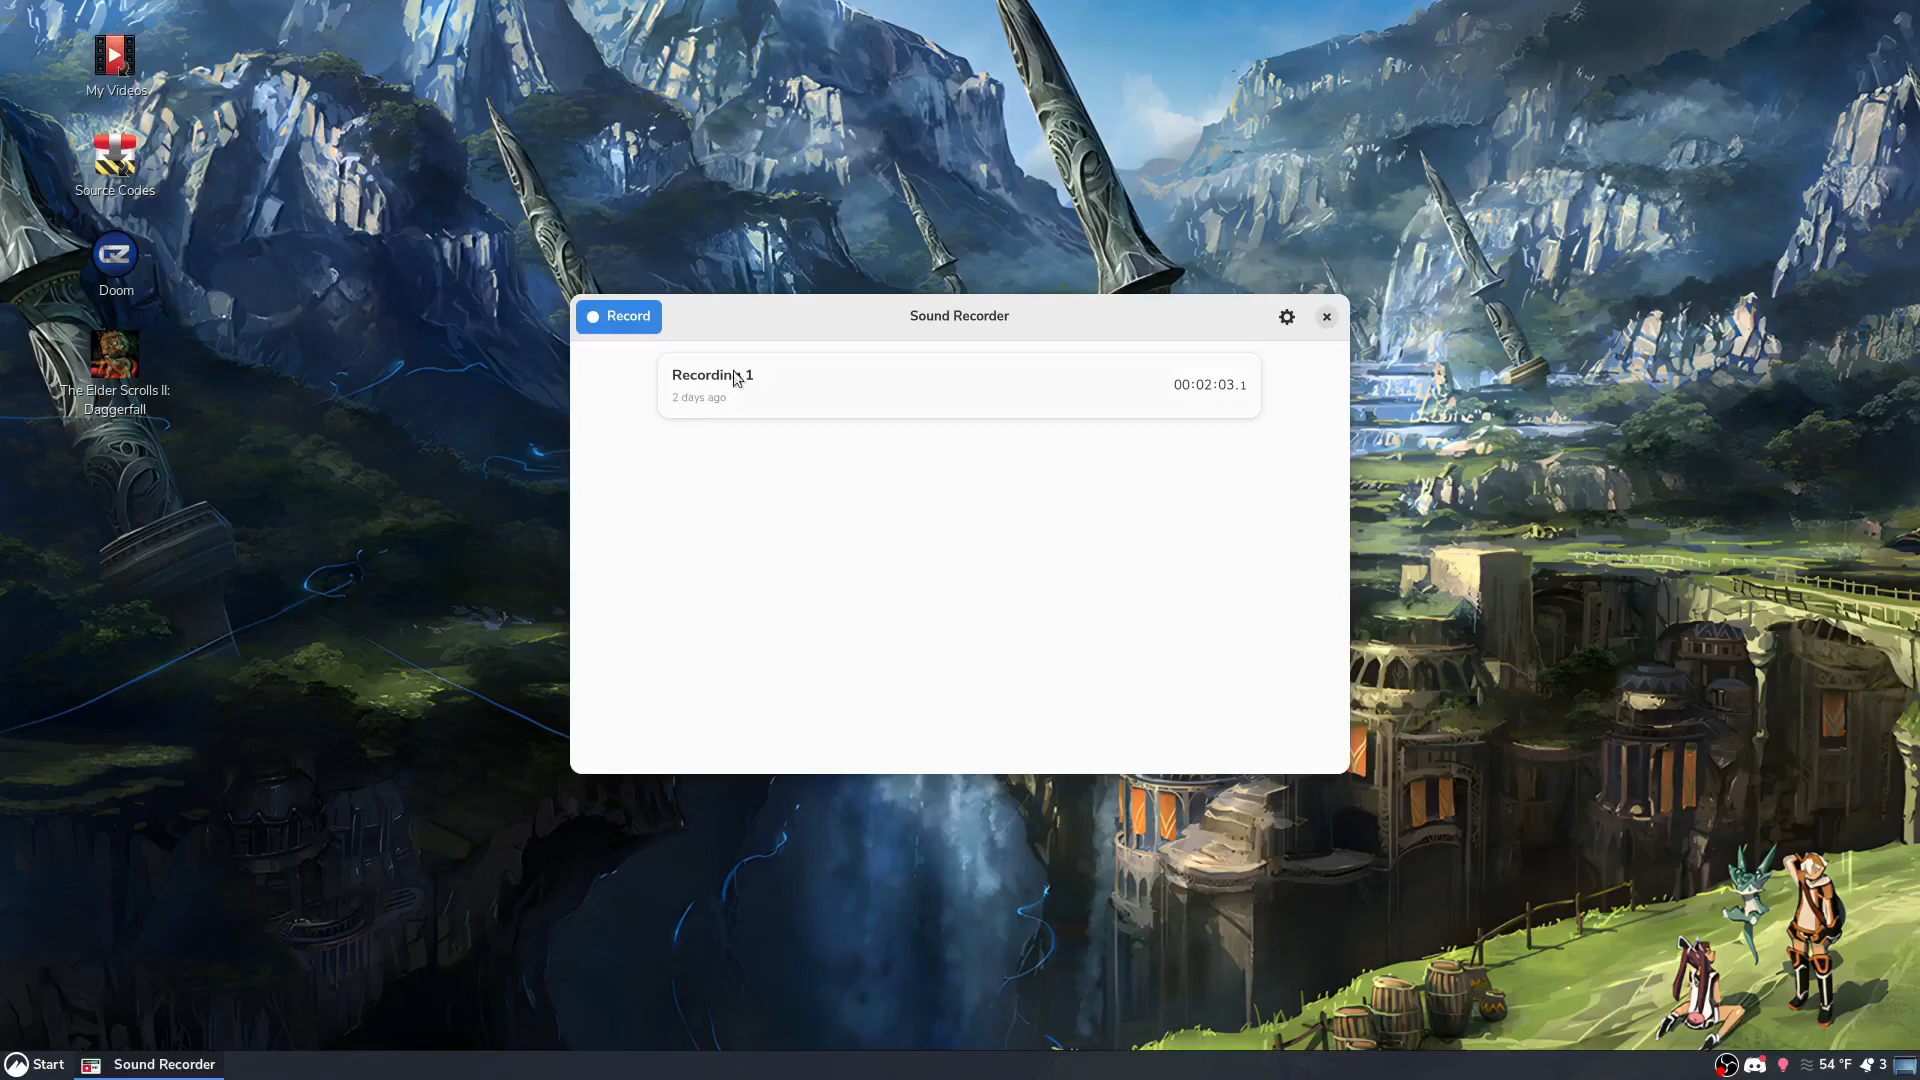 My Videos
Source Codes
Doom
The Elder Scrolls II:
Daggerfall
Record
Sound Recorder
Recording 1
2 days ago
00:02:03.1
Start
Sound Recorder
54 °F
3